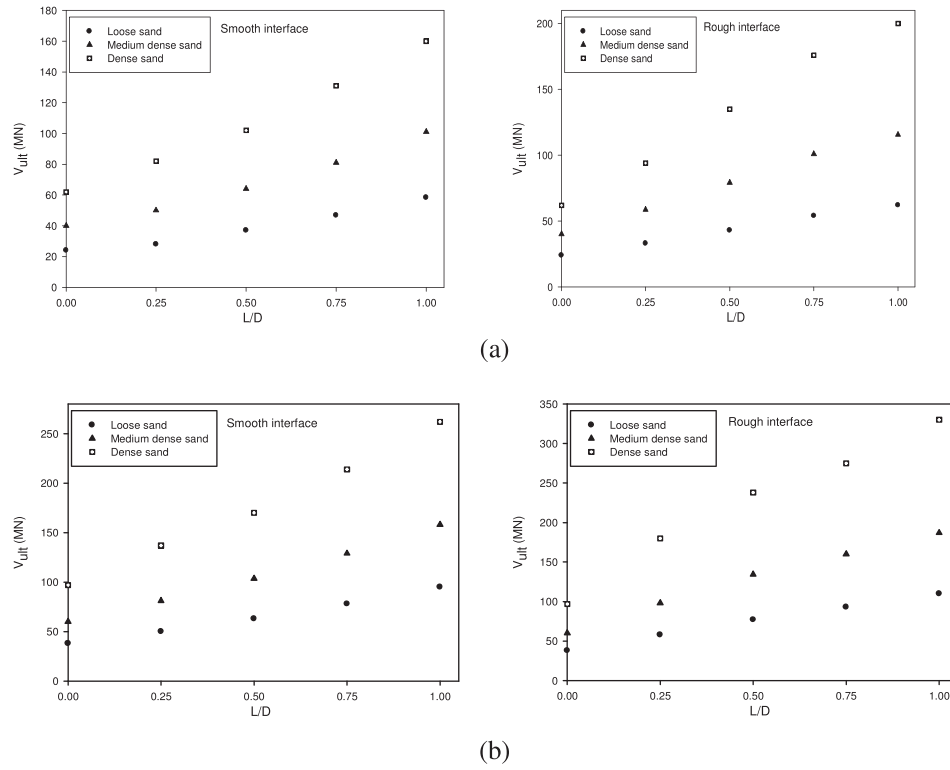 180
160
140
120
100
80
60
40
20
0
V_ult (MN)
Loose sand
Medium dense sand
Dense sand
Smooth interface
0.00 0.25 0.50 0.75 1.00
L/D
200
150
100
50
0
V_ult (MN)
Loose sand
Medium dense sand
Dense sand
Rough interface
0.00 0.25 0.50 0.75 1.00
L/D
(a)
250
200
150
100
50
0
V_ult (MN)
Loose sand
Medium dense sand
Dense sand
Smooth interface
0.00 0.25 0.50 0.75 1.00
L/D
350
300
250
200
150
100
50
0
V_ult (MN)
Loose sand
Medium dense sand
Dense sand
Rough interface
0.00 0.25 0.50 0.75 1.00
L/D
(b)